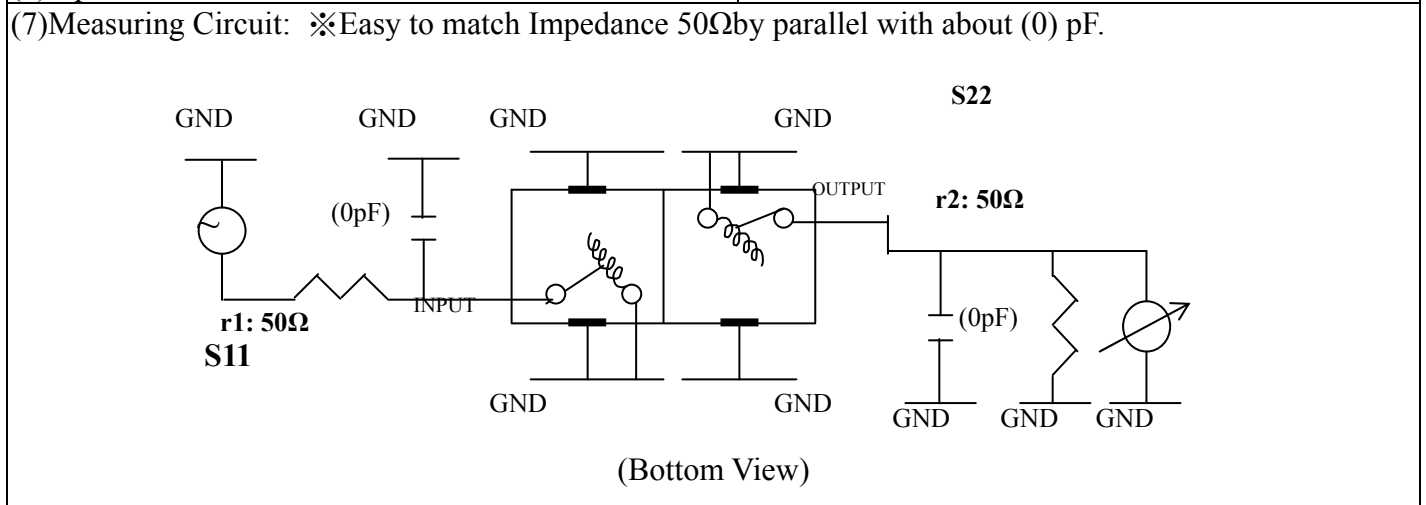 (7)Measuring Circuit: ※Easy to match Impedance 50Ωby parallel with about (0) pF.
S22
GND GND GND GND
OUTPUT
(0pF)
r2: 50Ω
INPUT
r1: 50Ω
(0pF)
S11
GND GND
GND GND GND
(Bottom View)